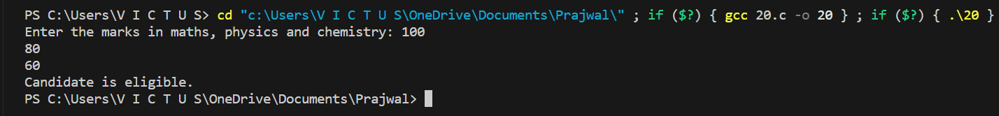 PS C:\Users\V I C T U S> cd "c:\Users\V I C T U S\OneDrive\Documents\Prajwal\" ; if ($?) { gcc 20.c -o 20 } ; if ($?) { .\20 }
Enter the marks in maths, physics and chemistry: 100
80
60
Candidate is eligible.
PS C:\Users\V I C T U S\OneDrive\Documents\Prajwal>